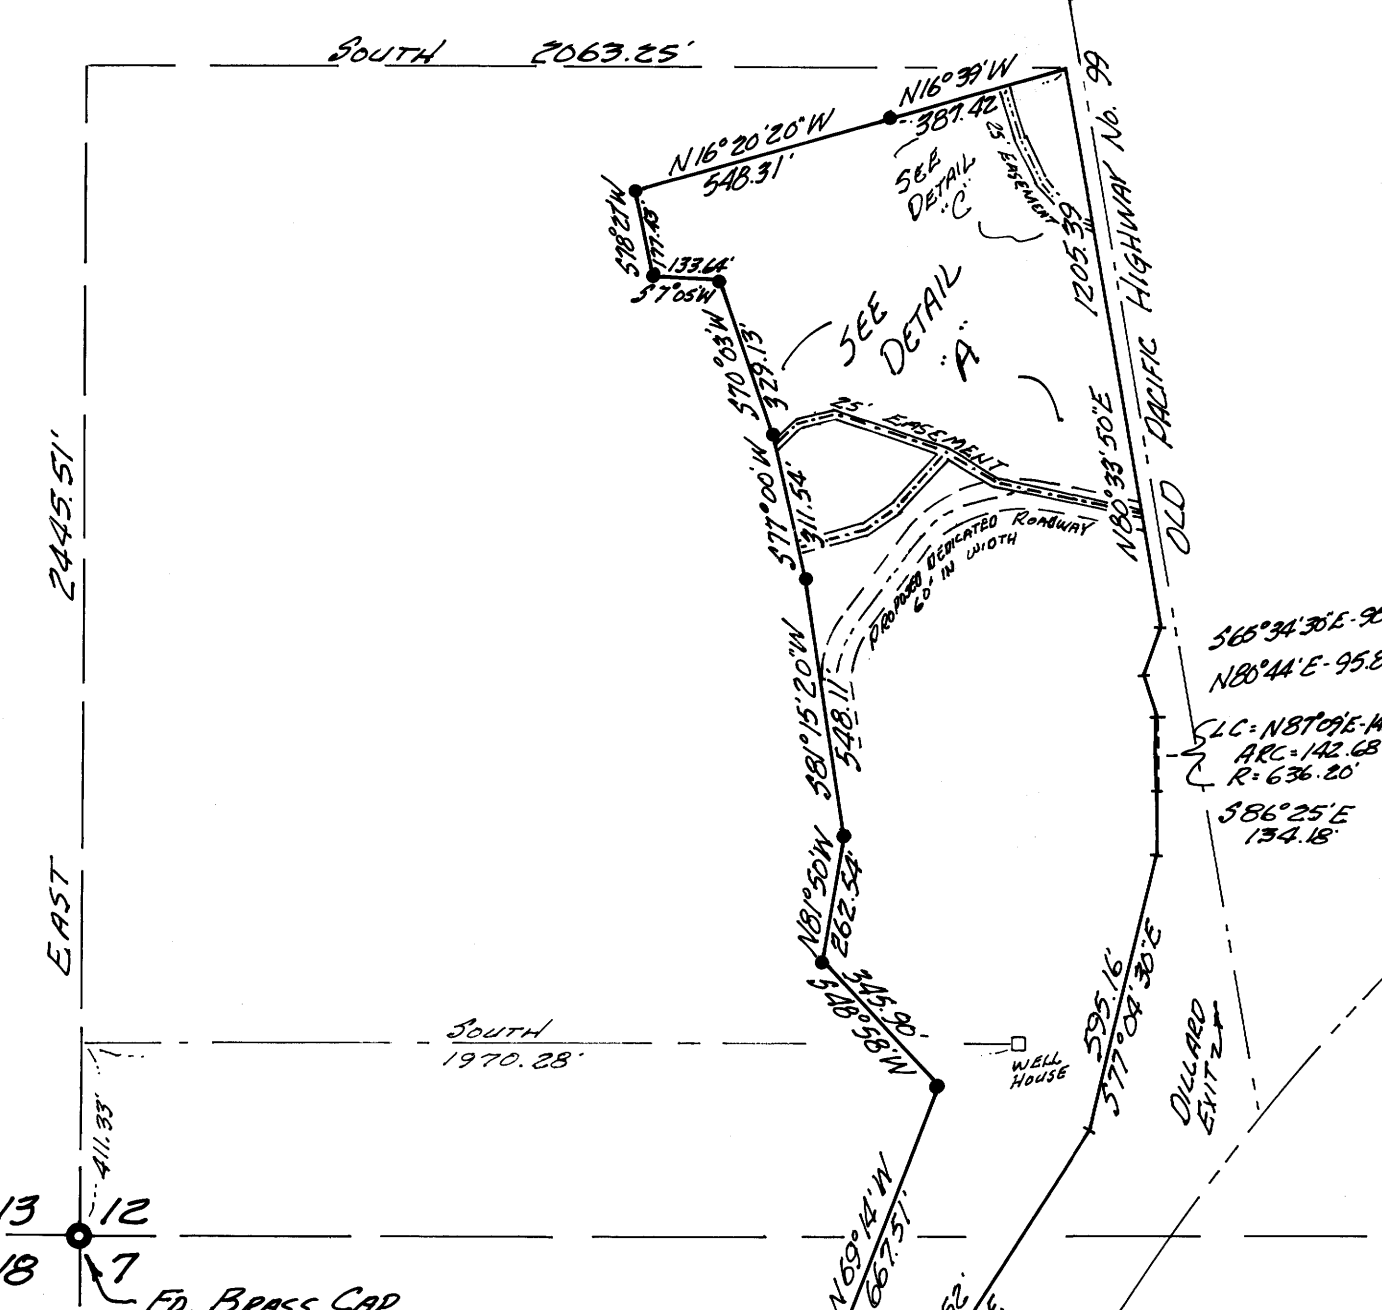 SOUTH 2063.25'
N16°39'W
387.42
N16°20'20"W
548.31'
SEE
DETAIL
"C"
25' EASEMENT
S78°27'W
177.43'
133.64'
S7°05'W
1205.39
N80°33'50"E
OLD PACIFIC HIGHWAY No. 99
SEE
DETAIL
"A"
S70°03'W
329.13'
25' EASEMENT
S77°00'W
311.54'
PROPOSED DEDICATED ROADWAY
60' IN WIDTH
2445.51'
EAST
S81°15'20"W
548.11'
S65°34'30"E-
N80°44'E-95.8
LC=N87°09'E-14
ARC=142.68
R=636.20'
S86°25'E
134.18'
N81°50'W
262.54'
345.90'
S48°58'W
595.16'
S77°04'30"E
SOUTH
1970.28'
WELL
HOUSE
DILLARD
EXIT
411.33'
N69°14'W
667.51'
62'
E
13 12
18 7
FD. BRASS CAP